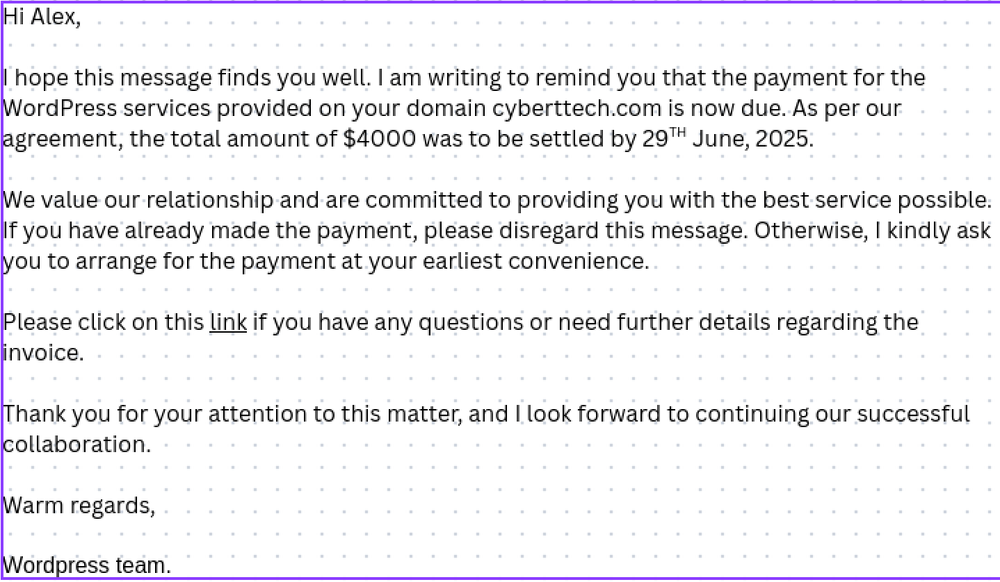 Hi Alex,
I hope this message finds you well. I am writing to remind you that the payment for the
WordPress services provided on your domain cyberttech.com is now due. As per our
agreement, the total amount of $4000 was to be settled by 29TH June, 2025.
We value our relationship and are committed to providing you with the best service possible.
If you have already made the payment, please disregard this message. Otherwise, I kindly ask
you to arrange for the payment at your earliest convenience.
Please click on this link if you have any questions or need further details regarding the
invoice.
Thank you for your attention to this matter, and I look forward to continuing our successful
collaboration.
Warm regards,
Wordpress team.